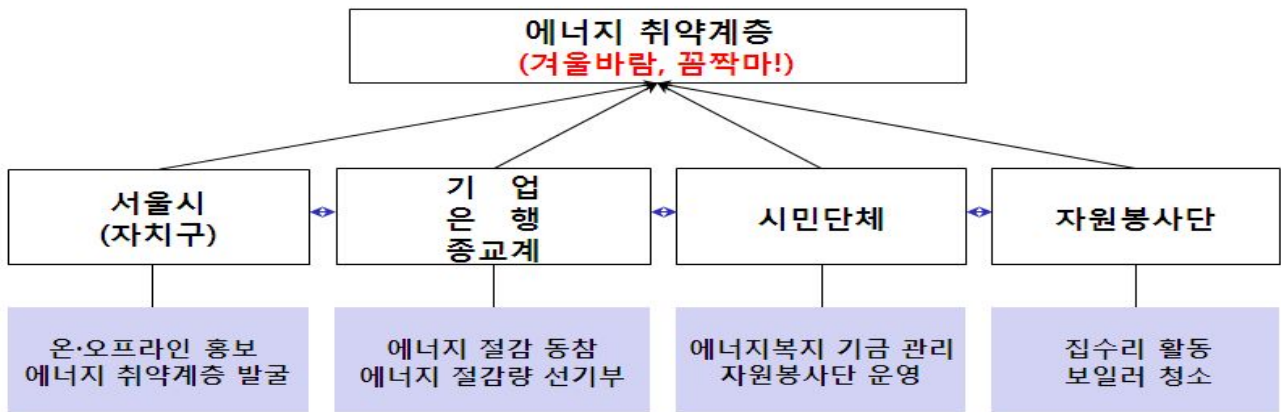 에너지 취약계층
(겨울바람, 꼼짝마!)
서울시
(자치구)
기 업
은 행
종교계
시민단체
자원봉사단
온·오프라인 홍보
에너지 취약계층 발굴
에너지 절감 동참
에너지 절감량 선기부
에너지복지 기금 관리
자원봉사단 운영
집수리 활동
보일러 청소